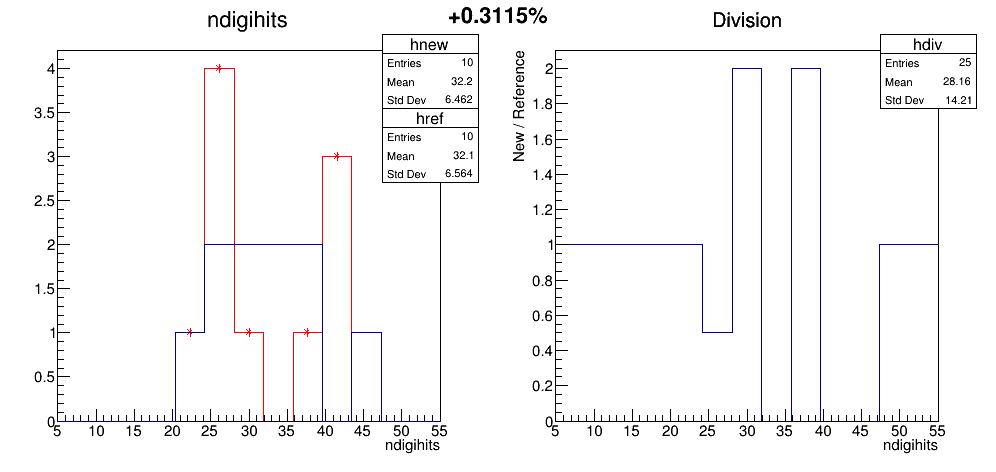 +0.3115%
ndigihits
hnew
Entries 10
Mean 32.2
Std Dev 6.462
href
Entries 10
Mean 32.1
Std Dev 6.564
4
3.5
3
2.5
2
1.5
1
0.5
0
5 10 15 20 25 30 35 40 45 50 55
ndigihits
Division
hdiv
Entries 25
Mean 28.16
Std Dev 14.21
New / Reference
2
1.8
1.6
1.4
1.2
1
0.8
0.6
0.4
0.2
0
5 10 15 20 25 30 35 40 45 50 55
ndigihits